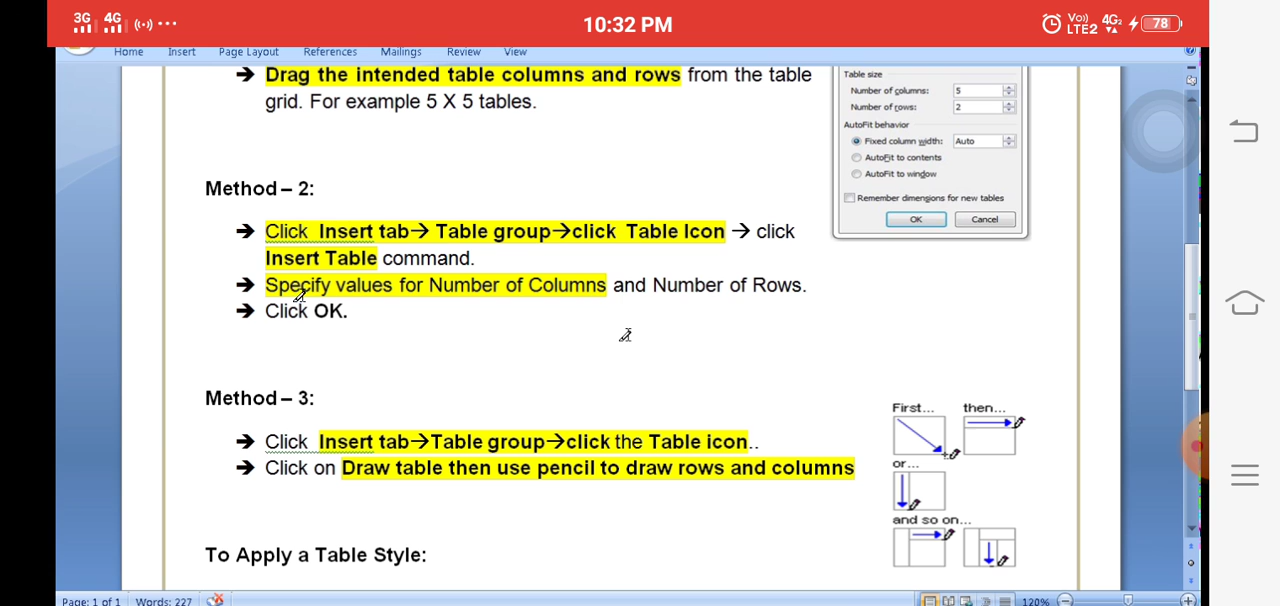 3G 4G
10:32 PM
Vo)) LTE2 4G 78
Home Insert Page Layout References Mailings Review View
➔ Drag the intended table columns and rows from the table
grid. For example 5 X 5 tables.
Table size
Number of columns: 5
Number of rows: 2
AutoFit behavior
Fixed column width: Auto
AutoFit to contents
AutoFit to window
Remember dimensions for new tables
OK Cancel
Method – 2:
➔ Click Insert tab→ Table group→click Table Icon → click
Insert Table command.
➔ Specify values for Number of Columns and Number of Rows.
➔ Click OK.
Method – 3:
➔ Click Insert tab→Table group→click the Table icon..
➔ Click on Draw table then use pencil to draw rows and columns
First... then...
or...
and so on...
To Apply a Table Style:
Page: 1 of 1 Words: 227 120%